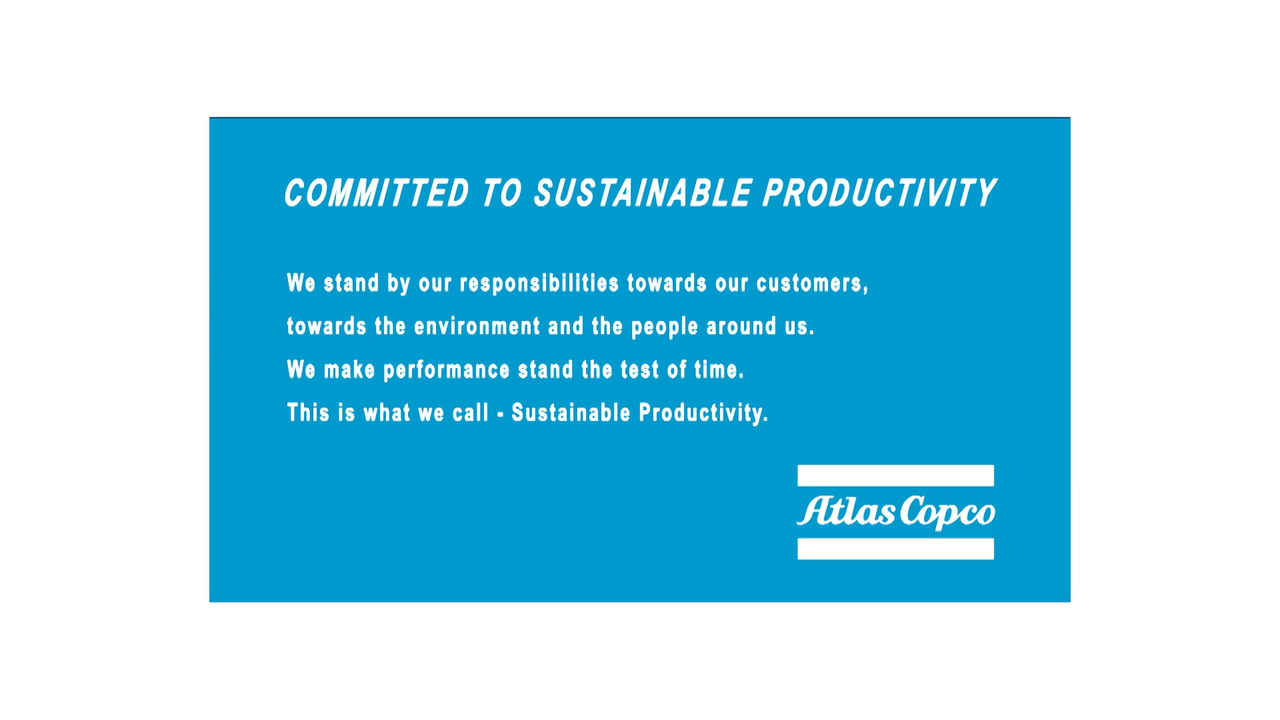 COMMITTED TO SUSTAINABLE PRODUCTIVITY
We stand by our responsibilities towards our customers,
towards the environment and the people around us.
We make performance stand the test of time.
This is what we call - Sustainable Productivity.
Atlas Copco